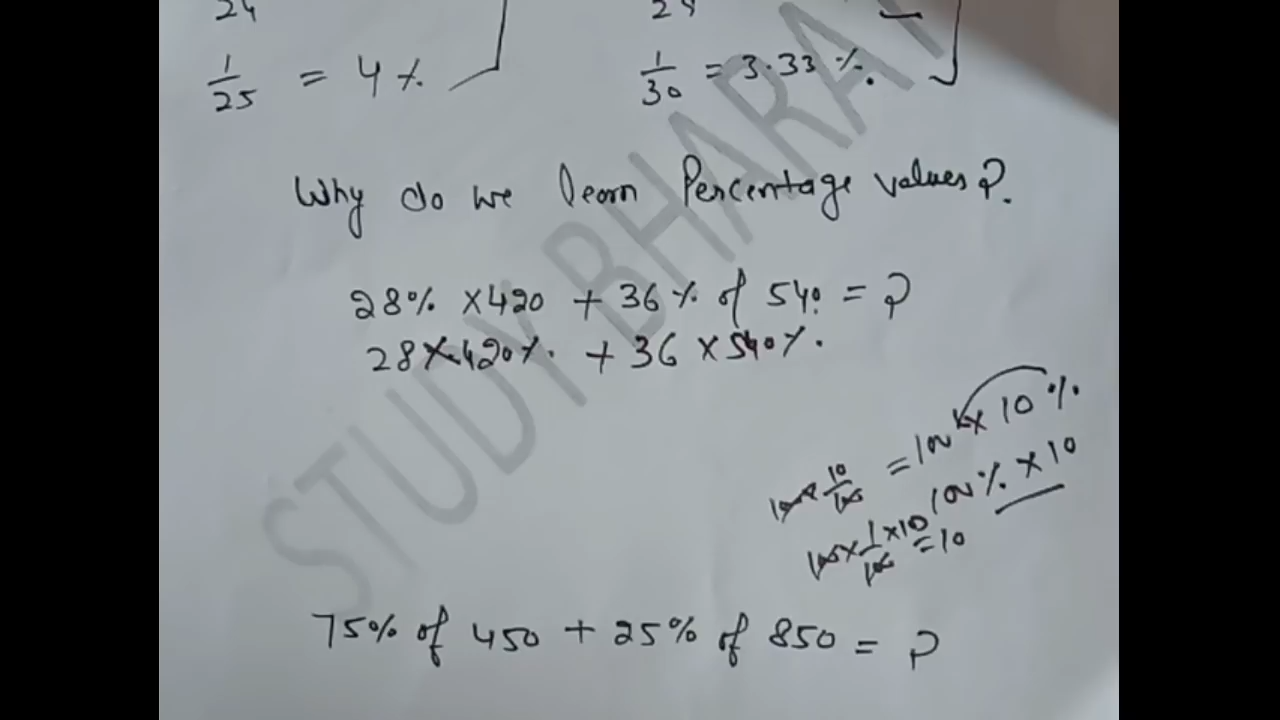 24 24
1/25 = 4% 1/30 = 3.33%.
Why do we learn Percentage values?.
28% ×420 + 36% of 540 = ?
28×420%. + 36 ×540%.
100× 10/100 = 100 × 10%
100% × 10
100×1/100×10 = 10
75% of 450 + 25% of 850 = ?
STUDY BHARAT